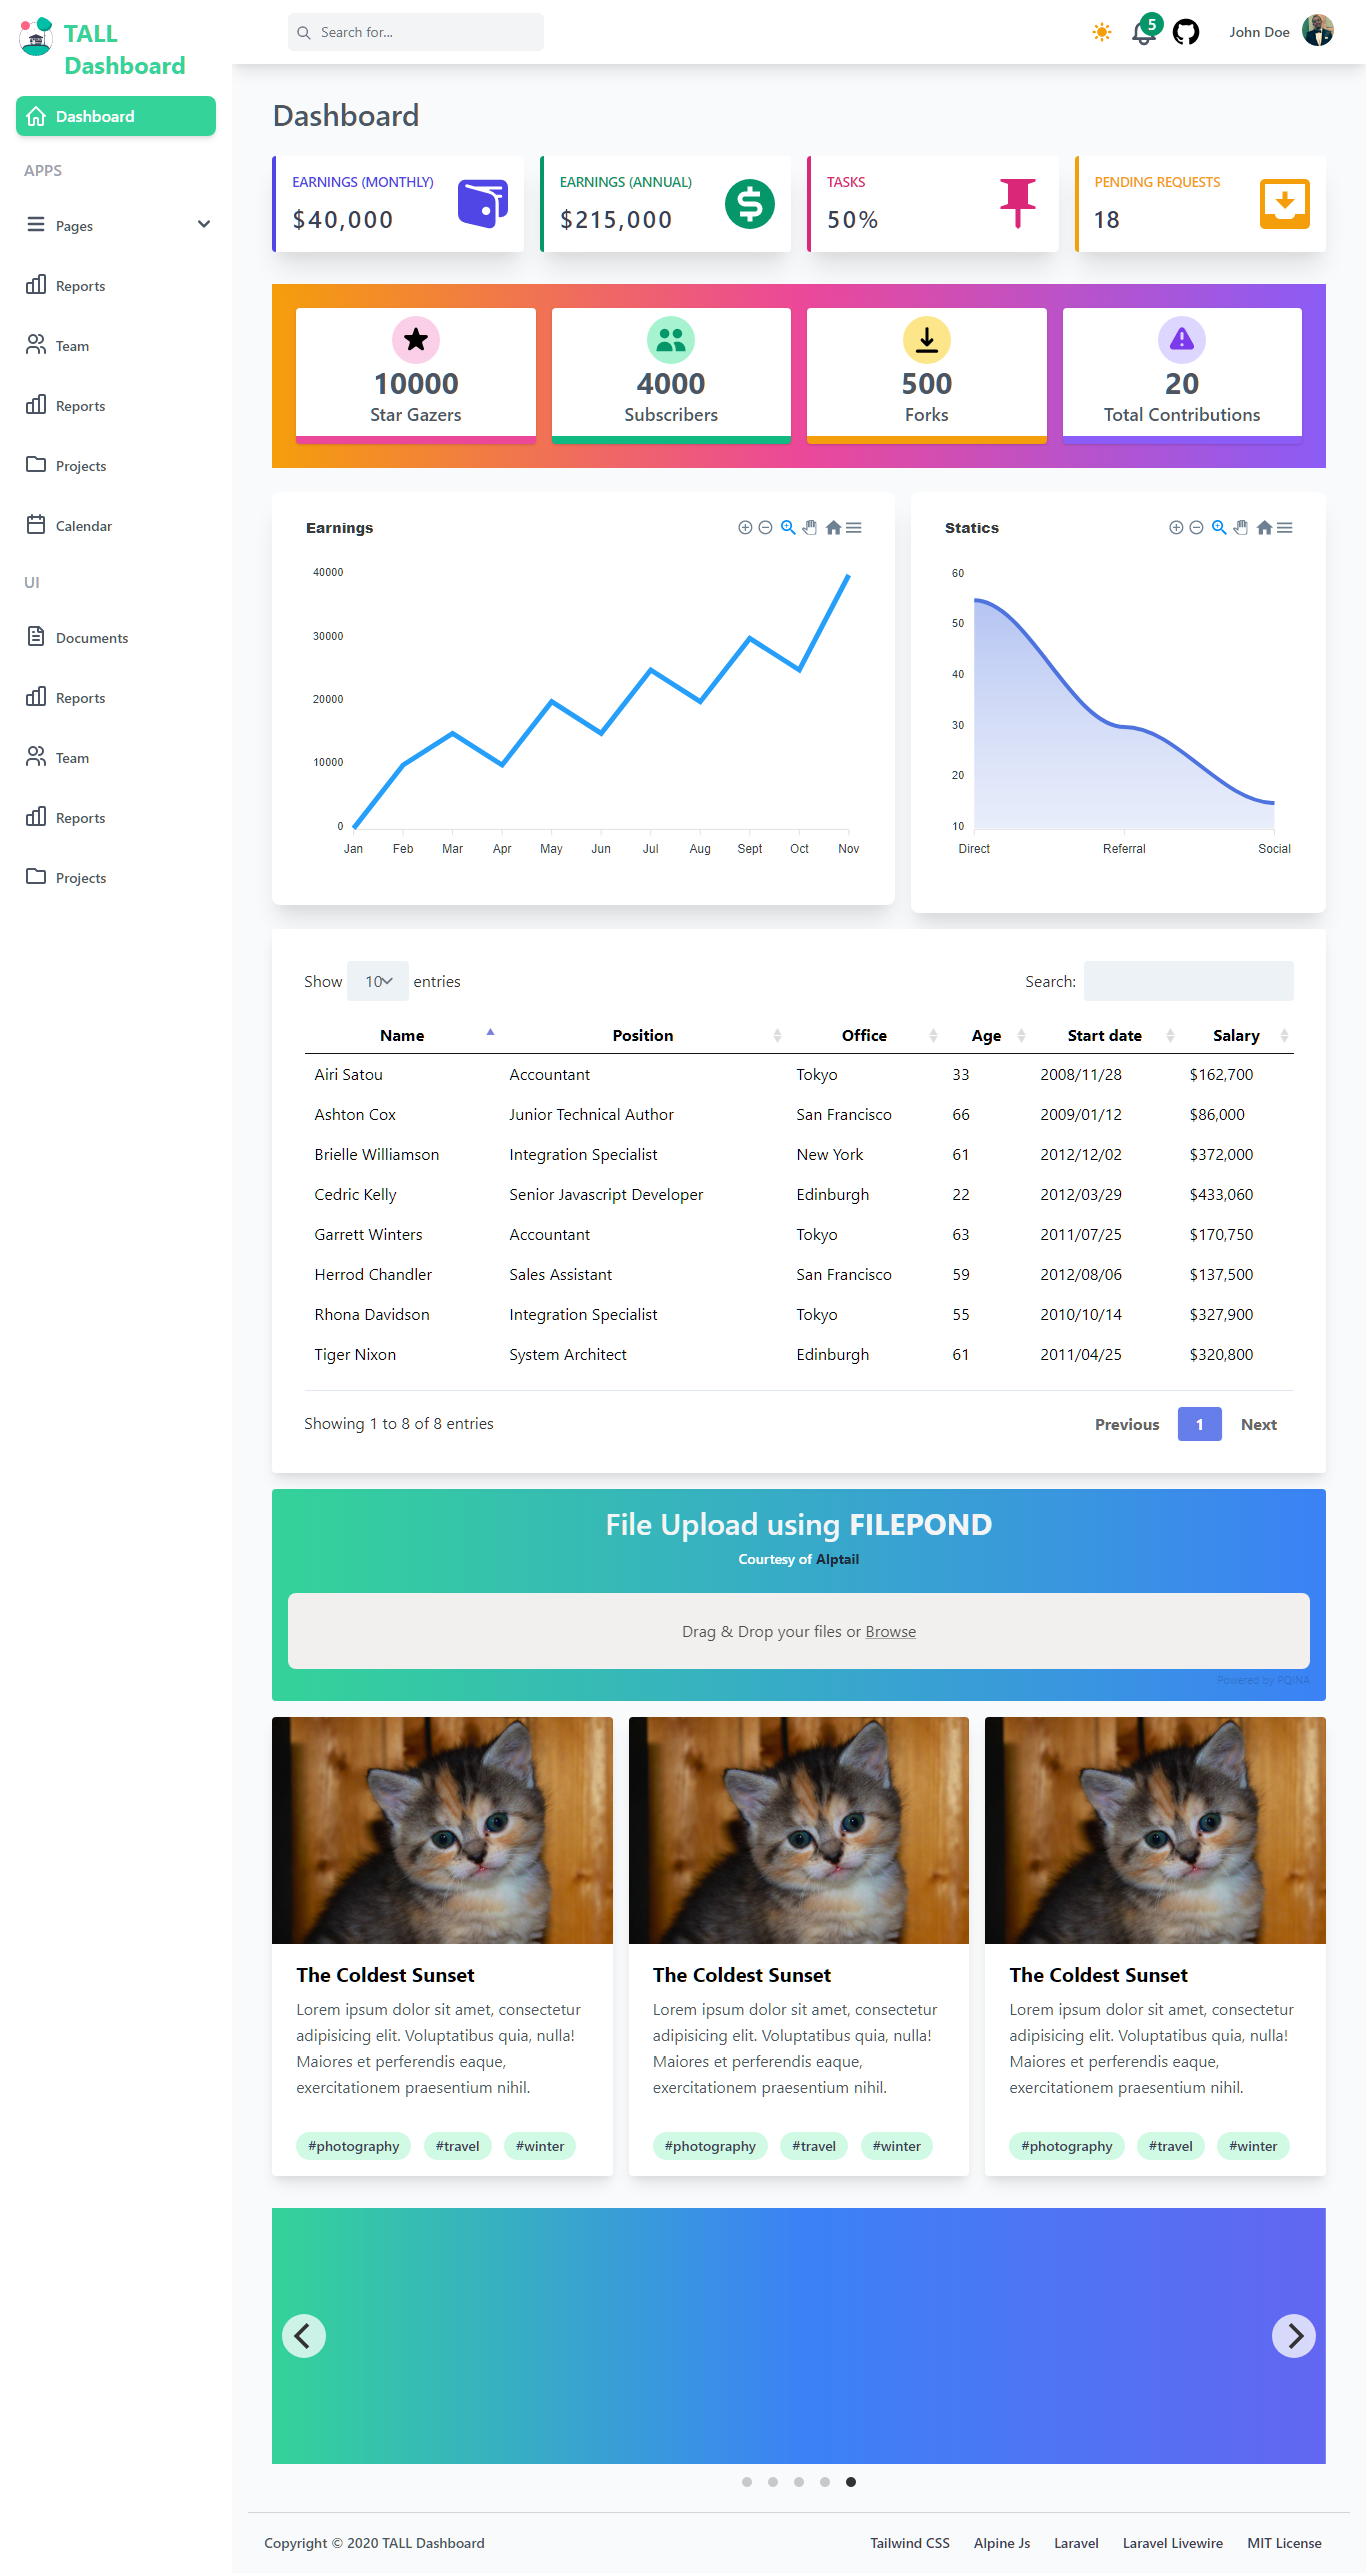 TALL
Dashboard
Dashboard
APPS
Pages
Reports
Team
Reports
Projects
Calendar
UI
Documents
Reports
Team
Reports
Projects
Search for...
5
John Doe
Dashboard
EARNINGS (MONTHLY)
$40,000
EARNINGS (ANNUAL)
$215,000
TASKS
50%
PENDING REQUESTS
18
10000
Star Gazers
4000
Subscribers
500
Forks
20
Total Contributions
Earnings
40000
30000
20000
10000
0
Jan Feb Mar Apr May Jun Jul Aug Sept Oct Nov
Statics
60
50
40
30
20
10
Direct Referral Social
Show 10 entries
Search:
Name Position Office Age Start date Salary
Airi Satou Accountant Tokyo 33 2008/11/28 $162,700
Ashton Cox Junior Technical Author San Francisco 66 2009/01/12 $86,000
Brielle Williamson Integration Specialist New York 61 2012/12/02 $372,000
Cedric Kelly Senior Javascript Developer Edinburgh 22 2012/03/29 $433,060
Garrett Winters Accountant Tokyo 63 2011/07/25 $170,750
Herrod Chandler Sales Assistant San Francisco 59 2012/08/06 $137,500
Rhona Davidson Integration Specialist Tokyo 55 2010/10/14 $327,900
Tiger Nixon System Architect Edinburgh 61 2011/04/25 $320,800
Showing 1 to 8 of 8 entries
Previous 1 Next
File Upload using FILEPOND
Courtesy of Alptail
Drag & Drop your files or Browse
Powered by PQINA
The Coldest Sunset
Lorem ipsum dolor sit amet, consectetur
adipisicing elit. Voluptatibus quia, nulla!
Maiores et perferendis eaque,
exercitationem praesentium nihil.
#photography #travel #winter
The Coldest Sunset
Lorem ipsum dolor sit amet, consectetur
adipisicing elit. Voluptatibus quia, nulla!
Maiores et perferendis eaque,
exercitationem praesentium nihil.
#photography #travel #winter
The Coldest Sunset
Lorem ipsum dolor sit amet, consectetur
adipisicing elit. Voluptatibus quia, nulla!
Maiores et perferendis eaque,
exercitationem praesentium nihil.
#photography #travel #winter
Copyright © 2020 TALL Dashboard
Tailwind CSS Alpine Js Laravel Laravel Livewire MIT License